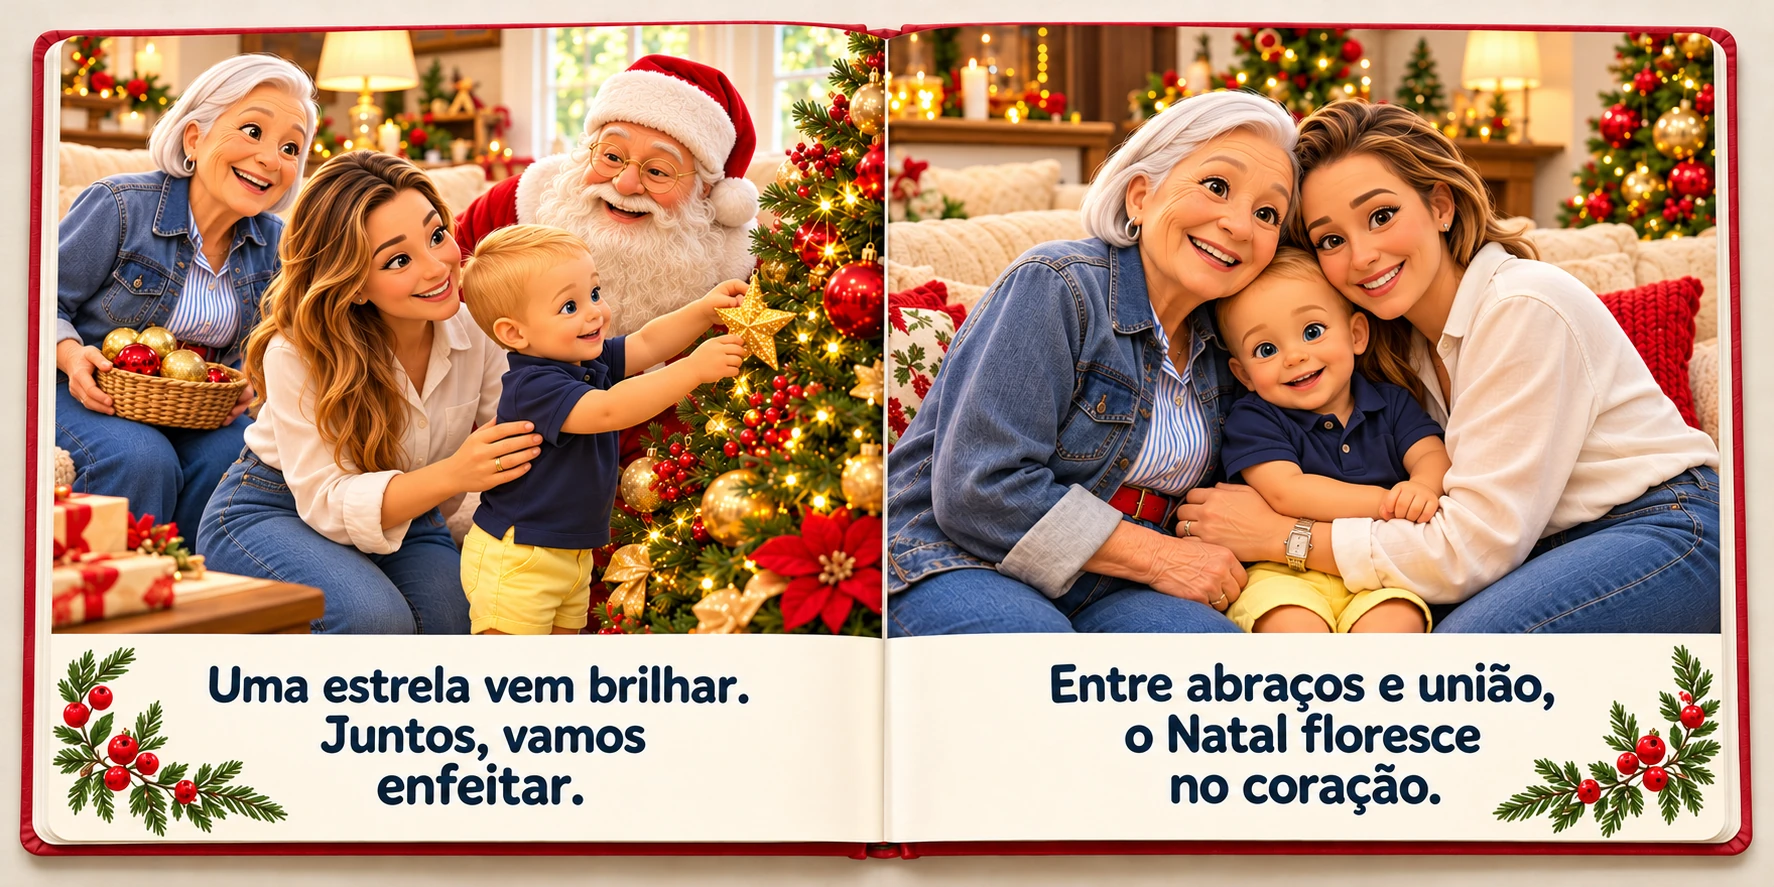 Uma estrela vem brilhar.
Juntos, vamos
enfeitar.
Entre abraços e união,
o Natal floresce
no coração.